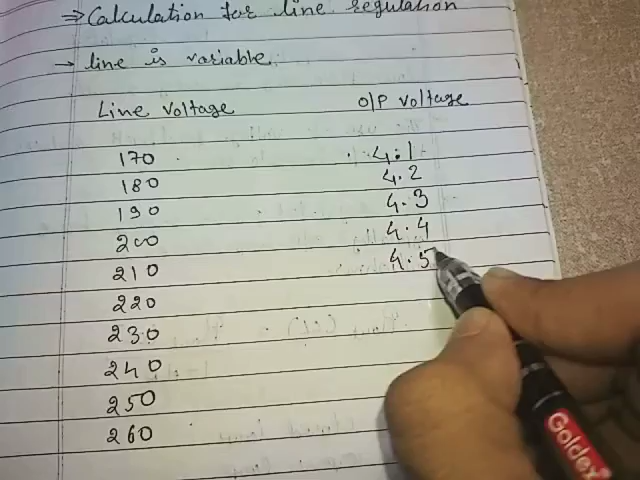 ⇒ Calculation for line regulation
→ line is variable.
Line voltage O/P voltage
170 4.1
180 4.2
190 4.3
200 4.4
210 4.5
220
230
240
250
260
Goldex